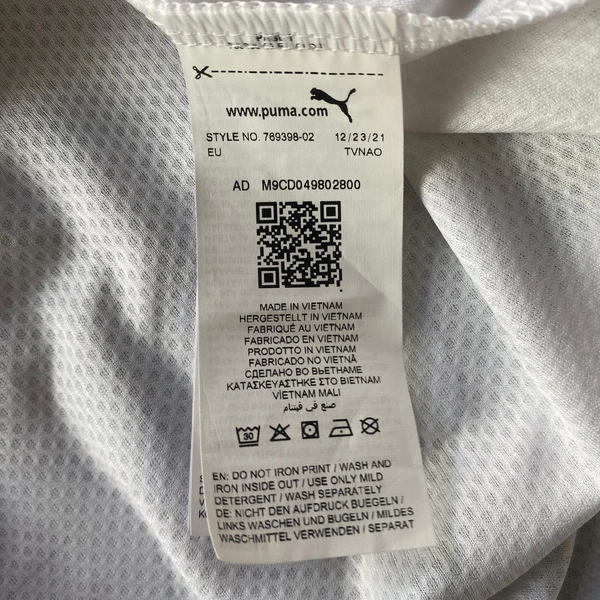 www.puma.com
STYLE NO. 769398-02 12/23/21
EU TVNAO
AD M9CD049802800
MADE IN VIETNAM
HERGESTELLT IN VIETNAM
FABRIQUÉ AU VIETNAM
FABRICADO EN VIETNAM
PRODOTTO IN VIETNAM
FABRICADO NO VIETNÃ
СДЕЛАНО ВО ВЬЕТНАМЕ
ΚΑΤΑΣΚΕΥΑΣΤΗΚΕ ΣΤΟ ΒΙΕΤΝΑΜ
VİETNAM MALI
صنع في فيتنام
30
EN: DO NOT IRON PRINT / WASH AND
IRON INSIDE OUT / USE ONLY MILD
DETERGENT / WASH SEPARATELY
DE: NICHT DEN AUFDRUCK BUEGELN /
LINKS WASCHEN UND BUGELN / MILDES
WASCHMITTEL VERWENDEN / SEPARAT